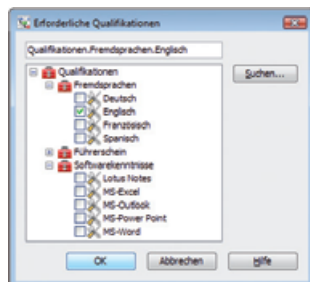 Erforderliche Qualifikationen
Qualifikationen.Fremdsprachen.Englisch
Suchen...
Qualifikationen
Fremdsprachen
Deutsch
Englisch
Französisch
Spanisch
Führerschein
Softwarekenntnisse
Lotus Notes
MS-Excel
MS-Outlook
MS-Power Point
MS-Word
OK
Abbrechen
Hilfe